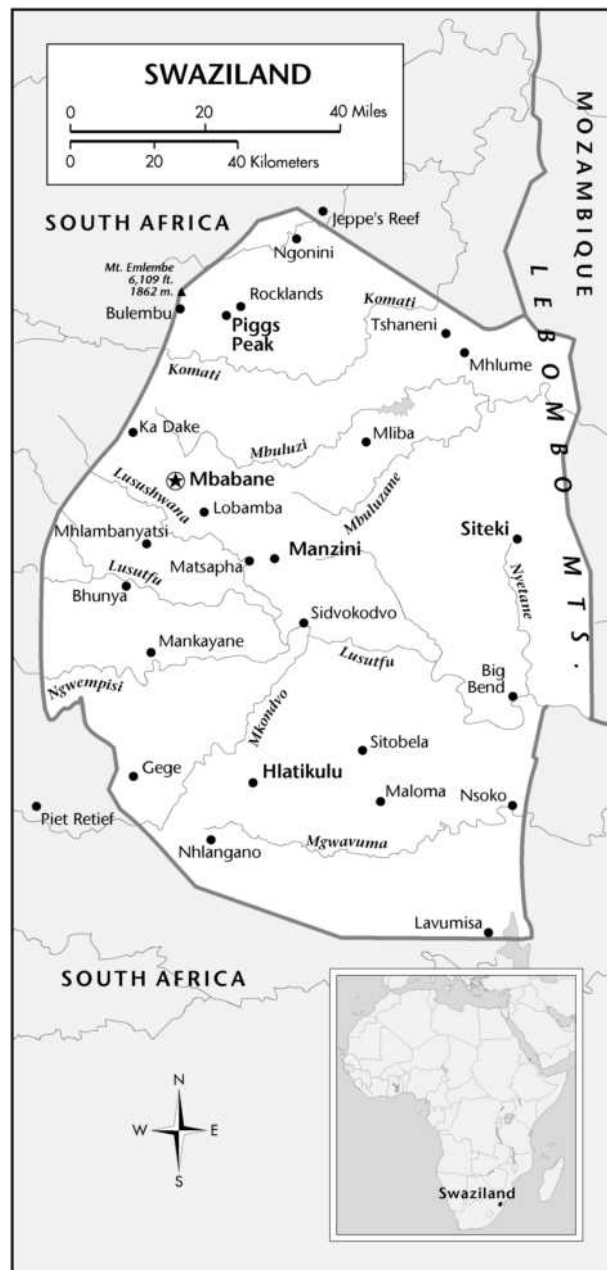 SWAZILAND
0 20 40 Miles
0 20 40 Kilometers
MOZAMBIQUE
SOUTH AFRICA
Jeppe's Reef
Ngonini
Mt. Emlembe
6,109 ft.
1862 m.
Bulembu
Rocklands
Piggs
Peak
Komati
Tshaneni
Mhlume
LEBOMBO MTS.
Komati
Ka Dake
Mbuluzi
Mliba
Mbabane
Lusushwana
Lobamba
Mbuluzane
Mhlambanyatsi
Matsapha
Manzini
Siteki
Lusutfu
Bhunya
Nyetane
Sidvokodvo
Mankayane
Lusutfu
Ngwempisi
Big
Bend
Mkondvo
Sitobela
Gege
Hlatikulu
Maloma
Nsoko
Piet Retief
Nhlangano
Mgwavuma
Lavumisa
SOUTH AFRICA
N
W E
S
Swaziland